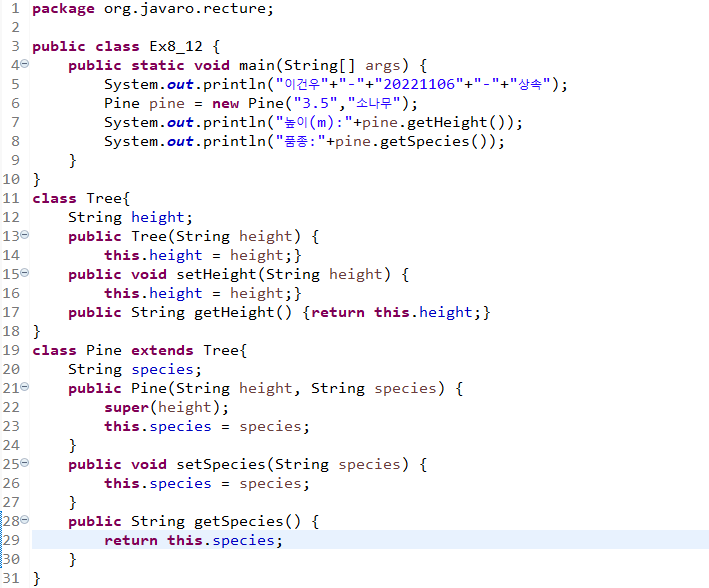 1 package org.javaro.recture;
2
3 public class Ex8_12 {
4 public static void main(String[] args) {
5 System.out.println("이건우"+"-"+"20221106"+"-"+"상속");
6 Pine pine = new Pine("3.5","소나무");
7 System.out.println("높이(m):"+pine.getHeight());
8 System.out.println("품종:"+pine.getSpecies());
9 }
10 }
11 class Tree{
12 String height;
13 public Tree(String height) {
14 this.height = height;}
15 public void setHeight(String height) {
16 this.height = height;}
17 public String getHeight() {return this.height;}
18 }
19 class Pine extends Tree{
20 String species;
21 public Pine(String height, String species) {
22 super(height);
23 this.species = species;
24 }
25 public void setSpecies(String species) {
26 this.species = species;
27 }
28 public String getSpecies() {
29 return this.species;
30 }
31 }